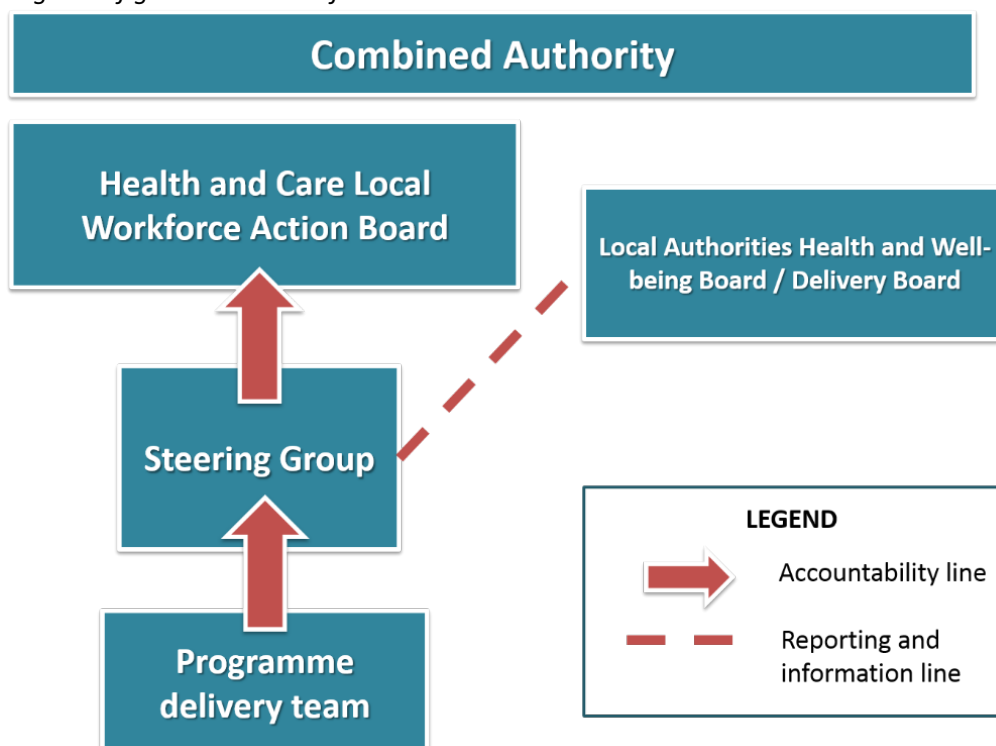 Combined Authority
Health and Care Local
Workforce Action Board
Local Authorities Health and Well-
being Board / Delivery Board
Steering Group
Programme
delivery team
LEGEND
Accountability line
Reporting and
information line